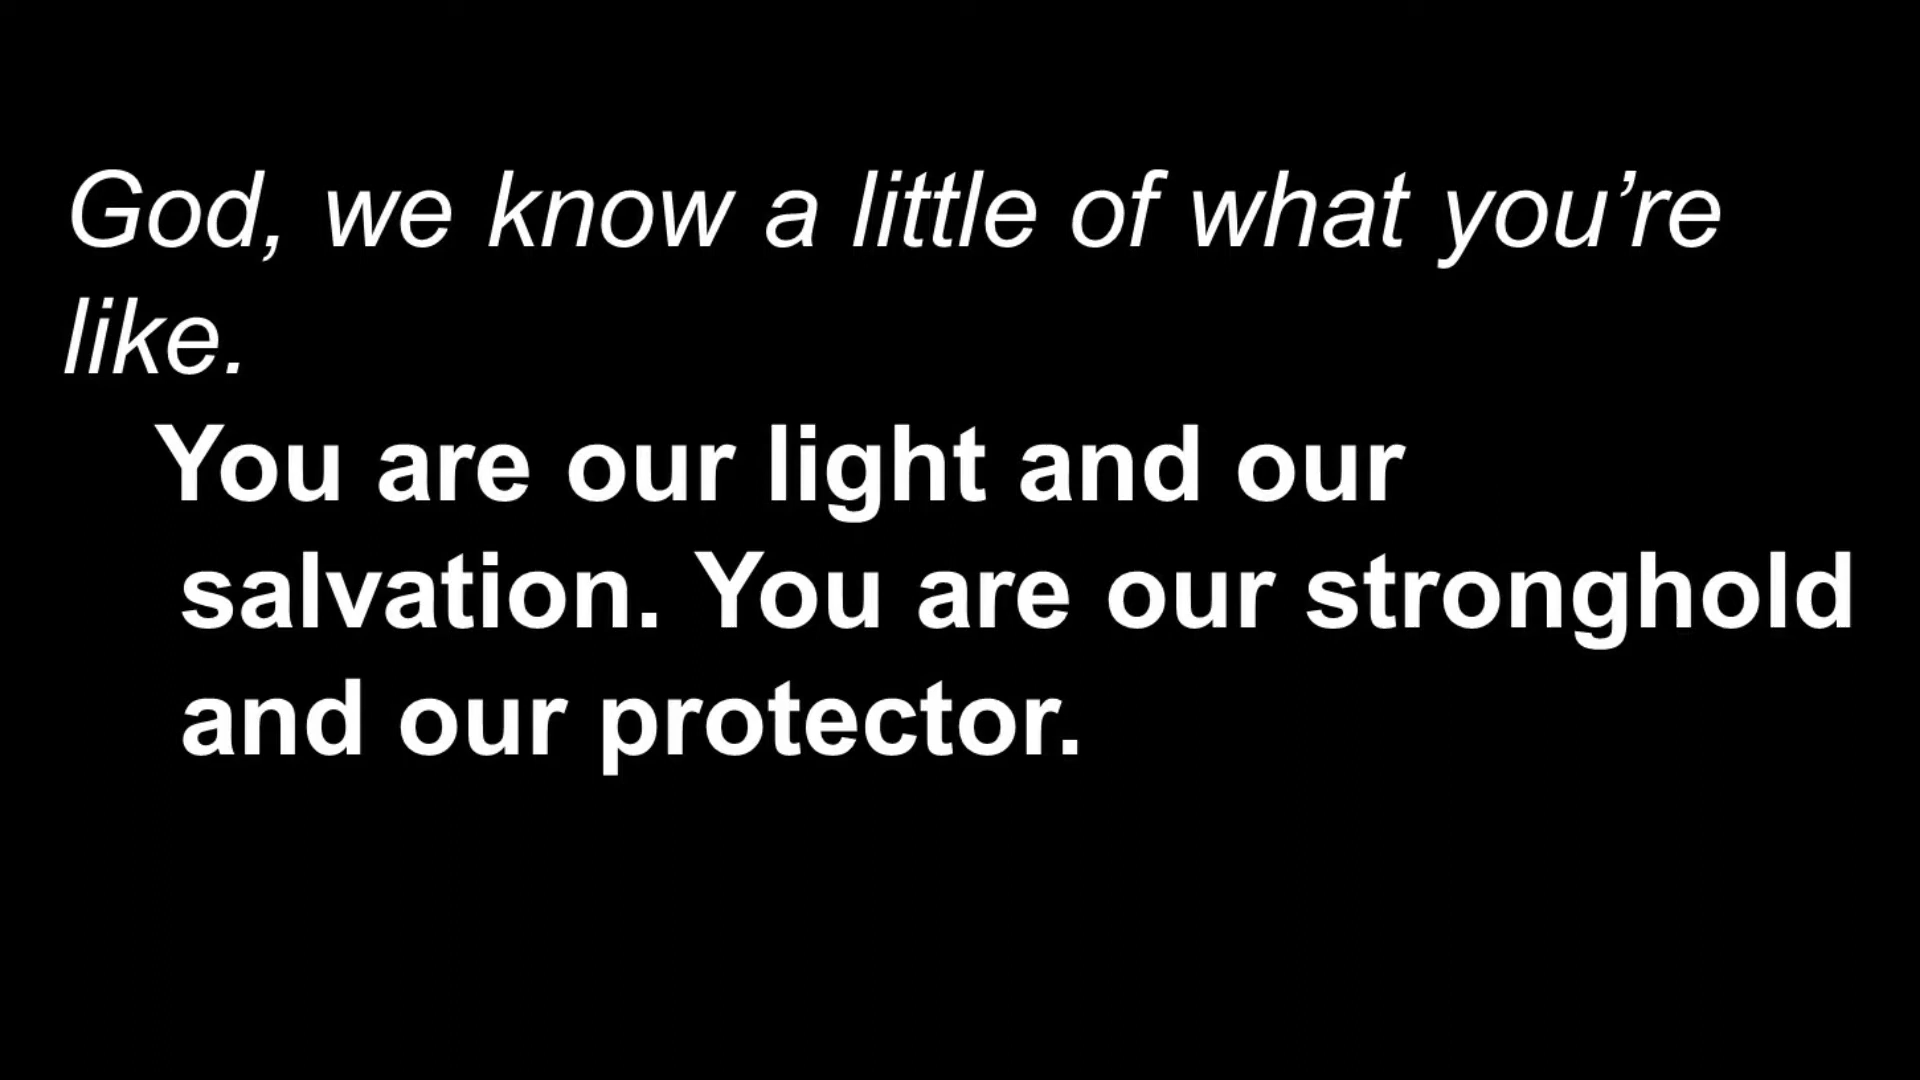 God, we know a little of what you’re
like.
You are our light and our
salvation. You are our stronghold
and our protector.